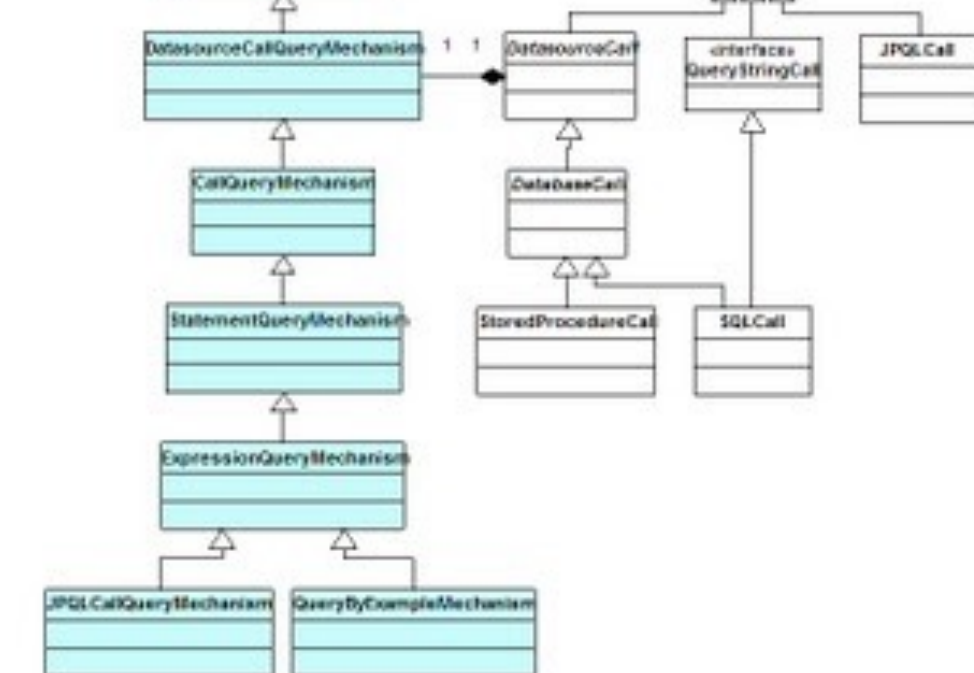 DatasourceCallQueryMechanism
1 1
DatasourceCall
«interface»
QueryStringCall
JPQLCall
CallQueryMechanism
DatabaseCall
StatementQueryMechanism
StoredProcedureCall
SQLCall
ExpressionQueryMechanism
JPQLCallQueryMechanism
QueryByExampleMechanism